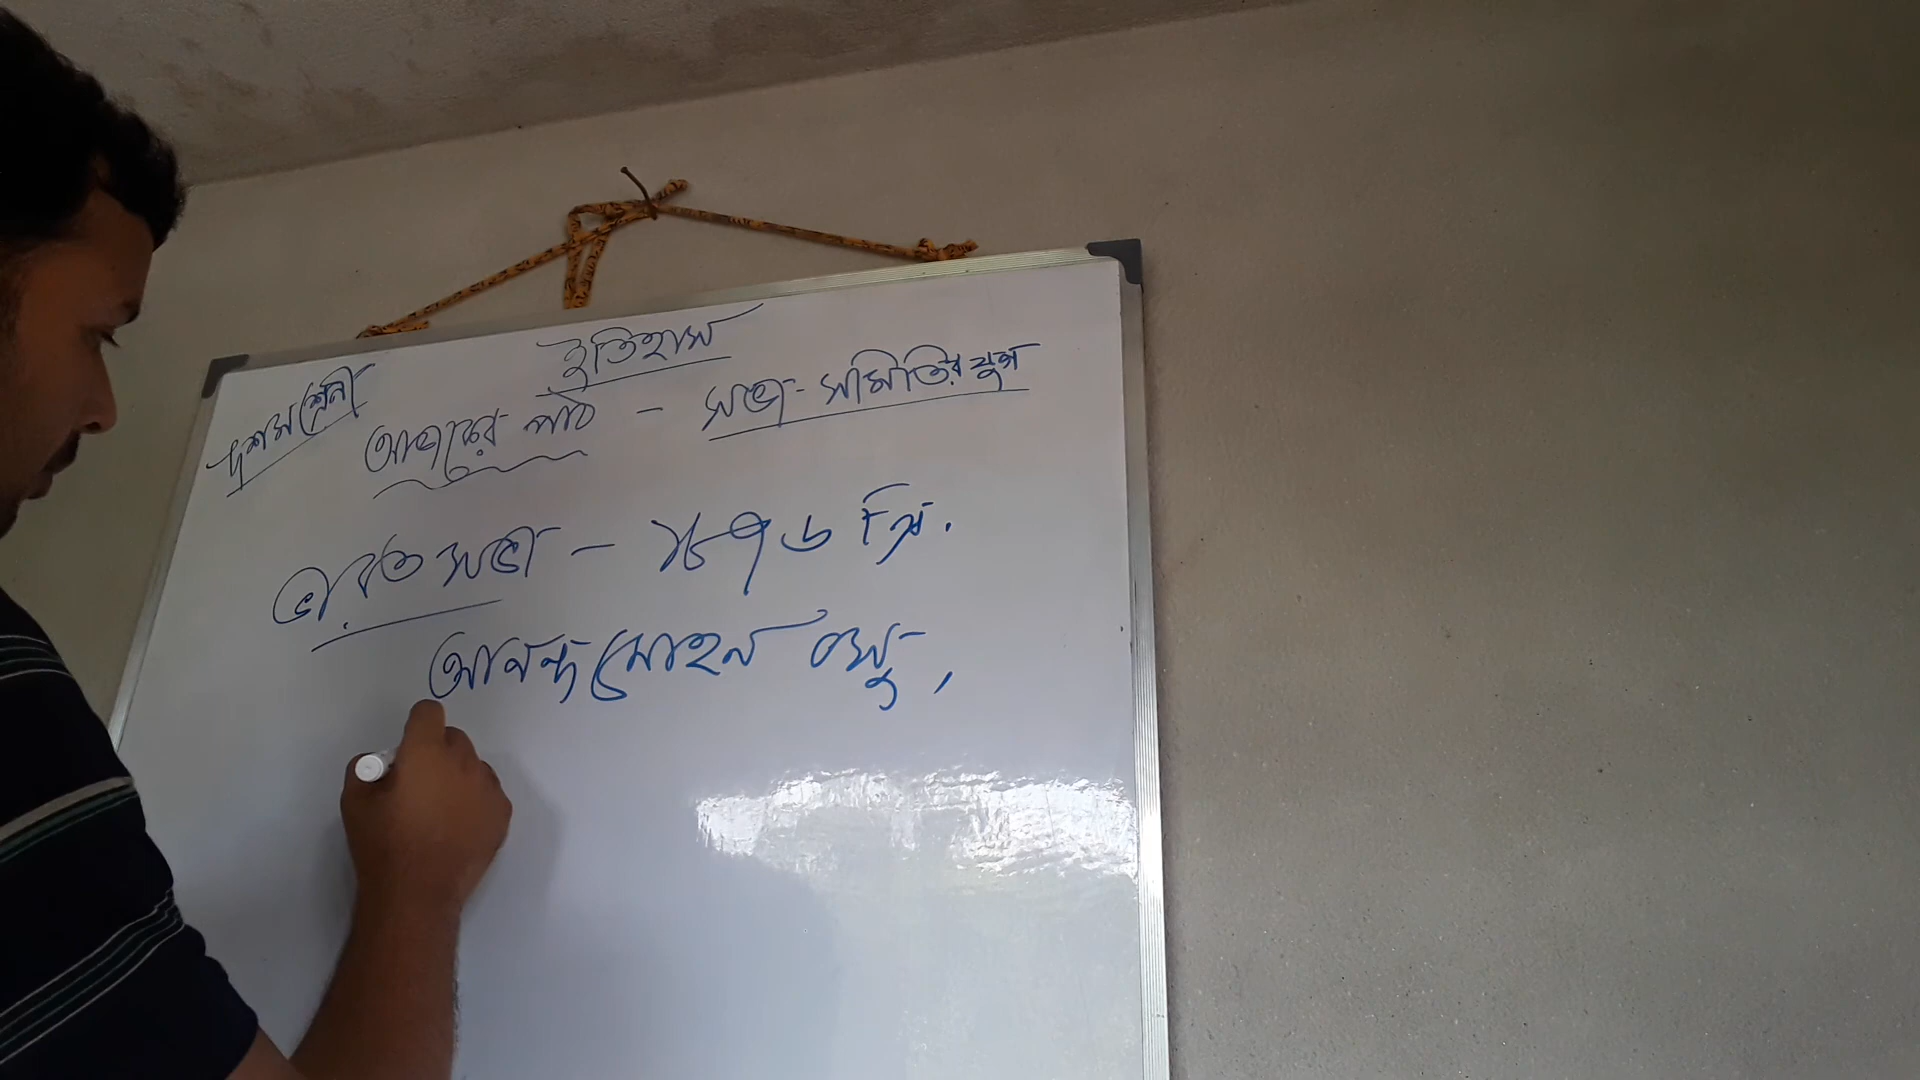 ইতিহাস
দশম শ্রেণী
আজকের পাঠ - সভা-সমিতির যুগ
ভারত সভা - ১৮৭৬ খ্রি.
আনন্দমোহন বসু,